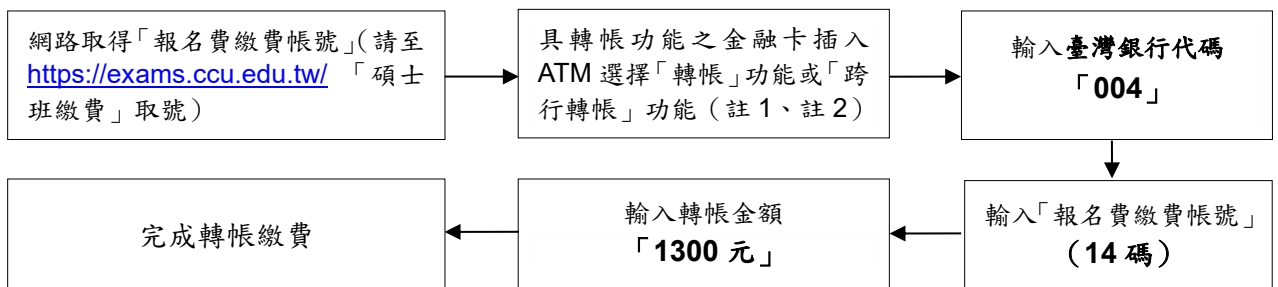 網路取得「報名費繳費帳號」(請至
https://exams.ccu.edu.tw/ 「碩士
班繳費」取號)
具轉帳功能之金融卡插入
ATM 選擇「轉帳」功能或「跨
行轉帳」功能(註 1、註 2)
輸入臺灣銀行代碼
「004」
輸入「報名費繳費帳號」
(14 碼)
輸入轉帳金額
「1300 元」
完成轉帳繳費